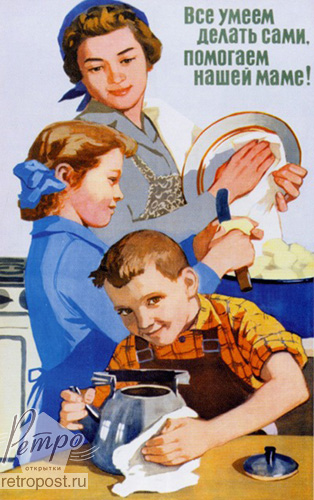 Все умеем
делать сами,
помогаем
нашей маме!
Ретро
открытки
retropost.ru